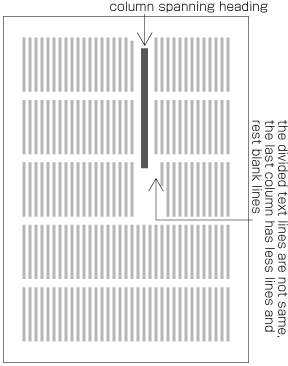 column spanning heading
the divided text lines are not same.
the last column has less lines and
rest blank lines